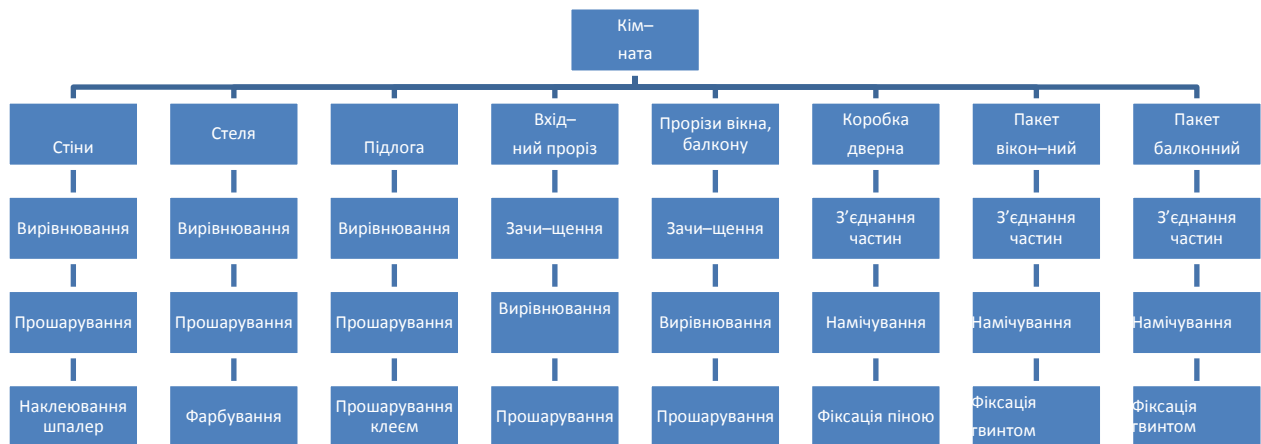 Кім–
ната
Стіни
Стеля
Підлога
Вхід–
ний проріз
Прорізи вікна,
балкону
Коробка
дверна
Пакет
вікон–ний
Пакет
балконний
Вирівнювання
Вирівнювання
Вирівнювання
Зачи–щення
Зачи–щення
З’єднання
частин
З’єднання
частин
З’єднання
частин
Прошарування
Прошарування
Прошарування
Вирівнювання
Вирівнювання
Намічування
Намічування
Намічування
Наклеювання
шпалер
Фарбування
Прошарування
клеєм
Прошарування
Прошарування
Фіксація піною
Фіксація
гвинтом
Фіксація
гвинтом